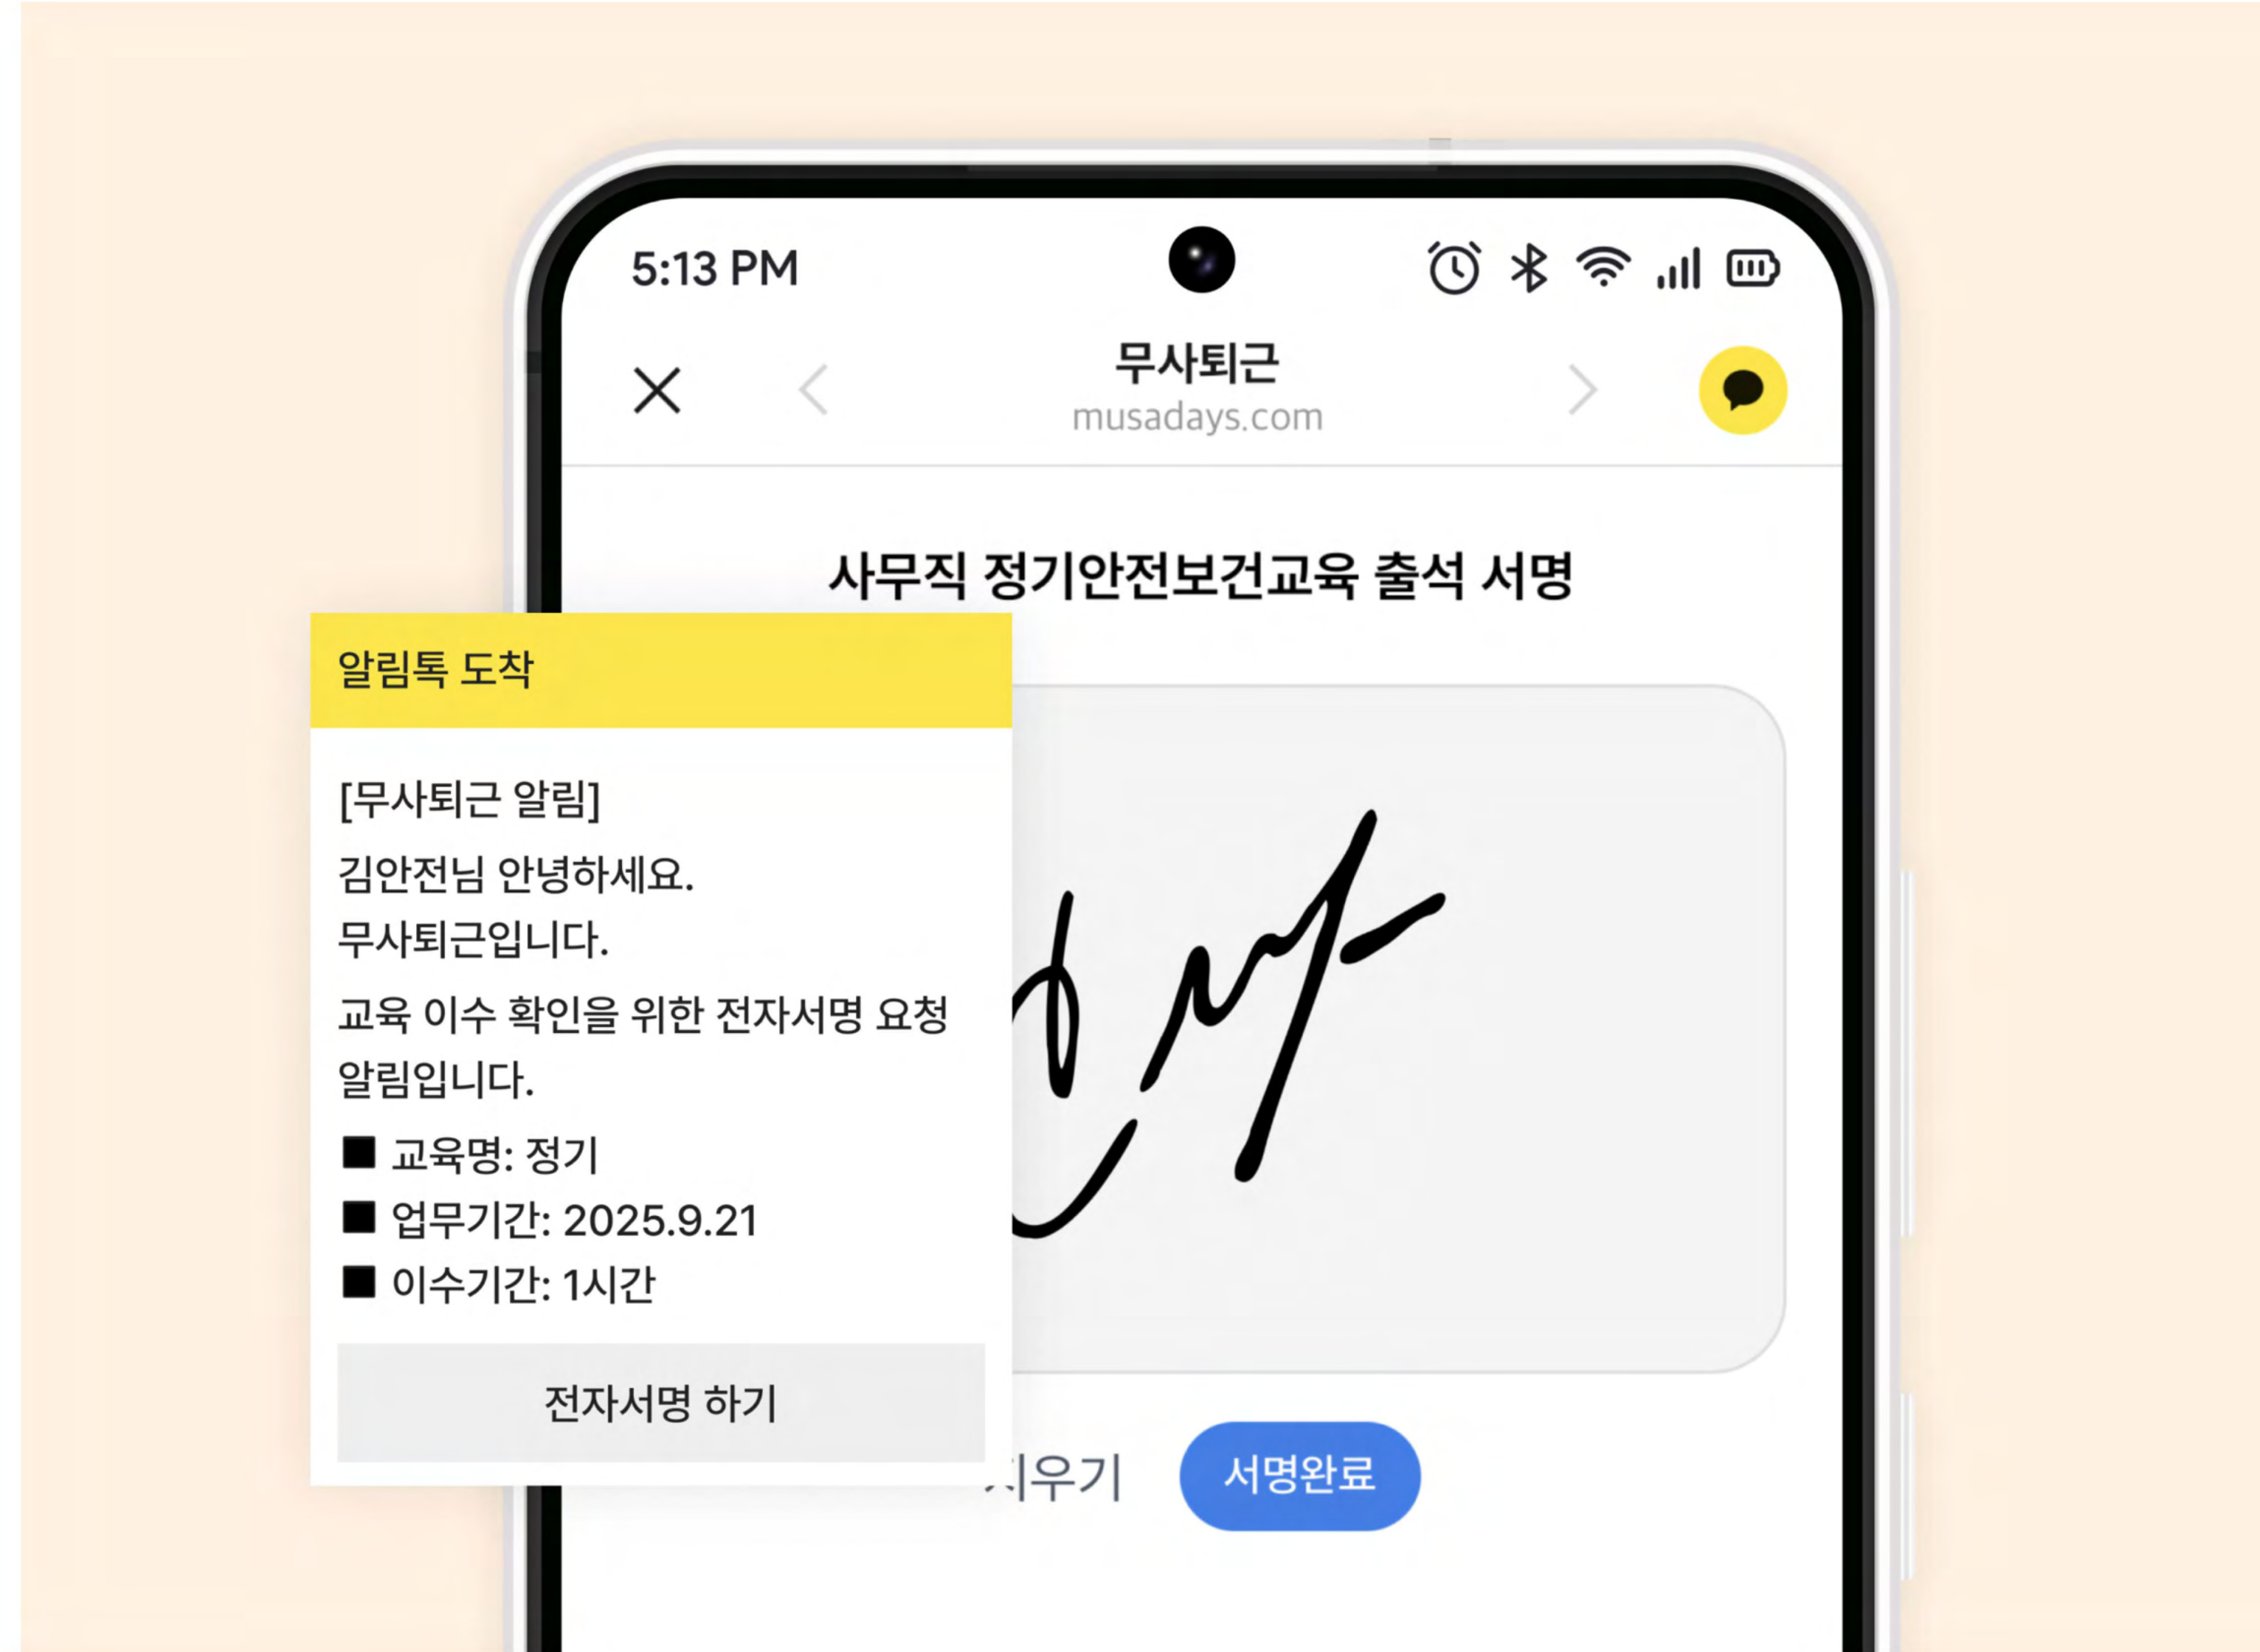 5:13 PM
무사퇴근
musadays.com
사무직 정기안전보건교육 출석 서명
알림톡 도착
[무사퇴근 알림]
김안전님 안녕하세요.
무사퇴근입니다.
교육 이수 확인을 위한 전자서명 요청
알림입니다.
■ 교육명: 정기
■ 업무기간: 2025.9.21
■ 이수기간: 1시간
전자서명 하기
지우기
서명완료